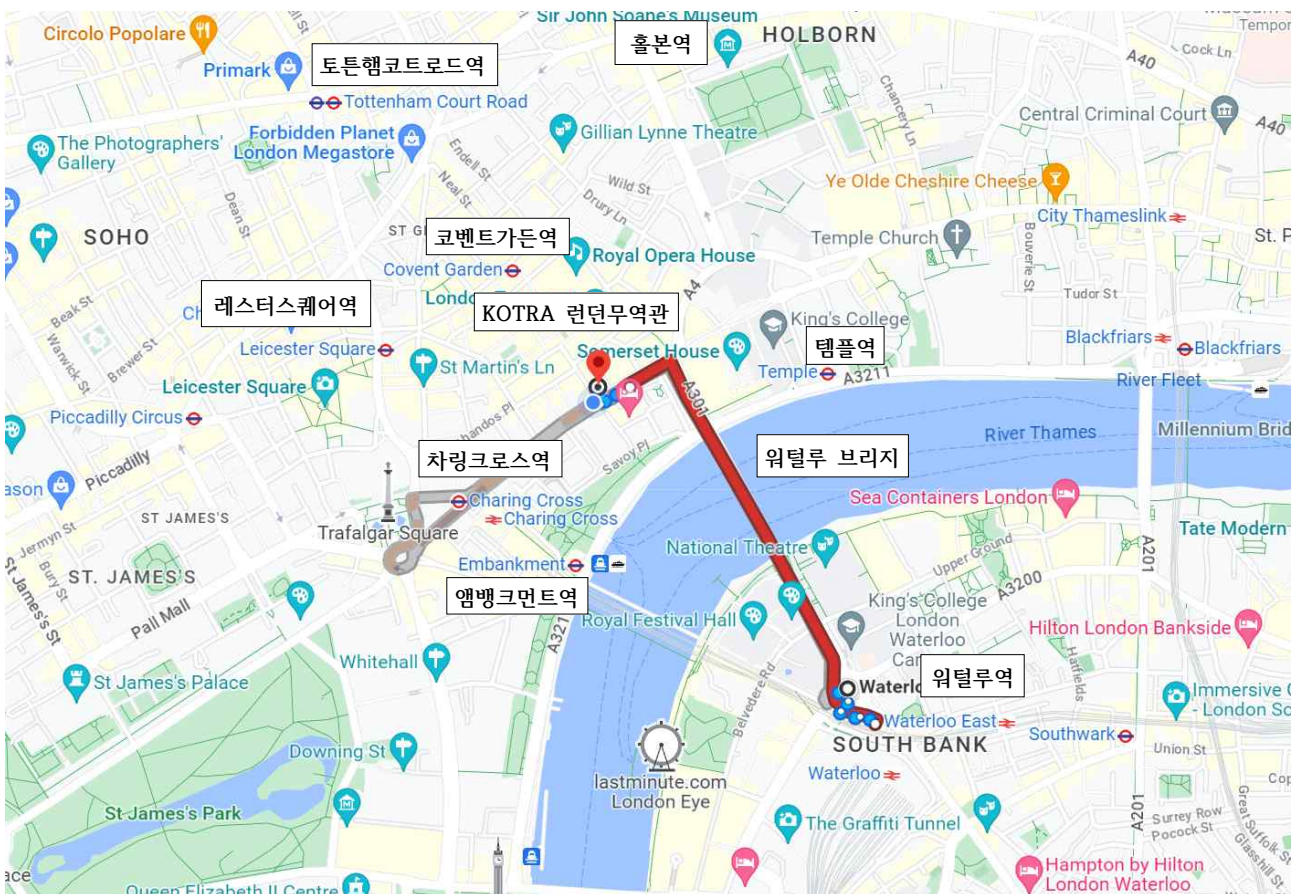 Sir John Soane's Museum
Circolo Popolare
홀본역
HOLBORN
Cock Ln
A40
Primark
토튼햄코트로드역
Tottenham Court Road
Chancery Ln
Central Criminal Court
A40
The Photographers'
Gallery
Forbidden Planet
London Megastore
Gillian Lynne Theatre
Endell St
Neal St
Wild St
Drury Ln
Dean St
Ye Olde Cheshire Cheese
City Thameslink
SOHO
코벤트가든역
Royal Opera House
Temple Church
Bouverie St
St. P
Covent Garden
A4
Tudor St
레스터스퀘어역
KOTRA 런던무역관
King's College
Beak St
Warwick St
Brewer St
Leicester Square
St Martin's Ln
Somerset House
템플역
Temple
A3211
Blackfriars
Blackfriars
River Fleet
Leicester Square
A301
Piccadilly Circus
Savoy Pl
River Thames
Millennium Brid
Piccadilly
차링크로스역
워털루 브리지
Charing Cross
Charing Cross
Sea Containers London
ST JAMES'S
Trafalgar Square
Tate Modern
Jermyn St
Bury St
St James's St
National Theatre
Upper Ground
A201
ST. JAMES'S
Embankment
A3200
Pall Mall
앰뱅크먼트역
Royal Festival Hall
King's College
London
Waterloo
Hilton London Bankside
A321
Whitehall
Belvedere Rd
Hatfields
St James's Palace
워털루역
Immersive
- London
Waterloo East
Southwark
Downing St
SOUTH BANK
Union St
Waterloo
lastminute.com
London Eye
St James's Park
The Graffiti Tunnel
A201
Surrey Row
Pocock St
Great Suffolk St
Glasshill St
Queen Elizabeth II Centre
Hampton by Hilton
London Waterloo